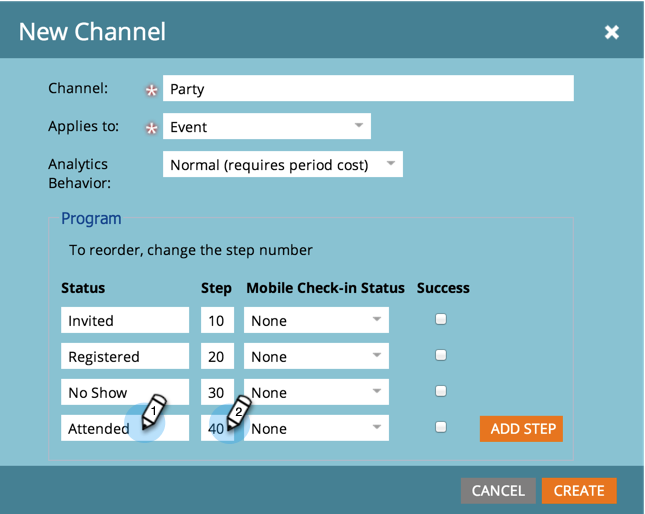 New Channel
Channel: Party
Applies to: Event
Analytics Behavior: Normal (requires period cost)
Program
To reorder, change the step number
Status Step Mobile Check-in Status Success
Invited 10 None
Registered 20 None
No Show 30 None
Attended 1 40 2 None ADD STEP
CANCEL CREATE